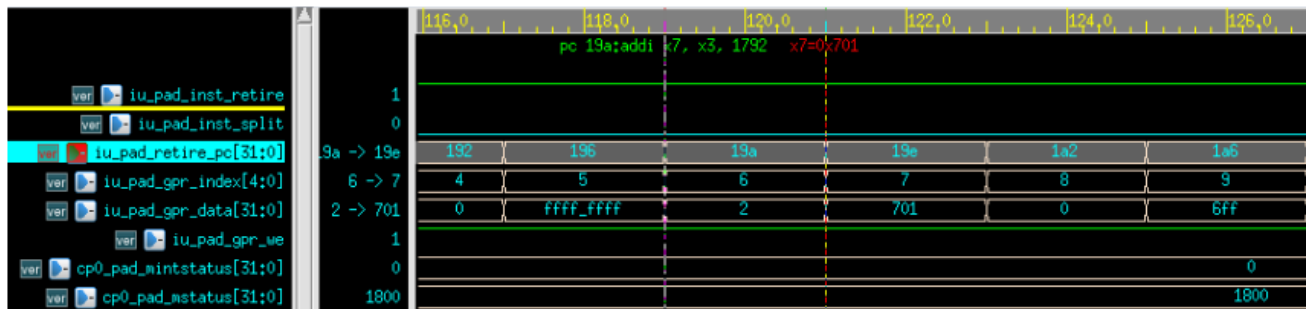 116,0 118,0 120,0 122,0 124,0 126,0
pc 19a:addi x7, x3, 1792 x7=0x701
ver iu_pad_inst_retire 1
ver iu_pad_inst_split 0
ver iu_pad_retire_pc[31:0] 19a -> 19e 192 196 19a 19e 1a2 1a6
ver iu_pad_gpr_index[4:0] 6 -> 7 4 5 6 7 8 9
ver iu_pad_gpr_data[31:0] 2 -> 701 0 ffff_ffff 2 701 0 6ff
ver iu_pad_gpr_we 1
ver cp0_pad_mintstatus[31:0] 0 0
ver cp0_pad_mstatus[31:0] 1800 1800